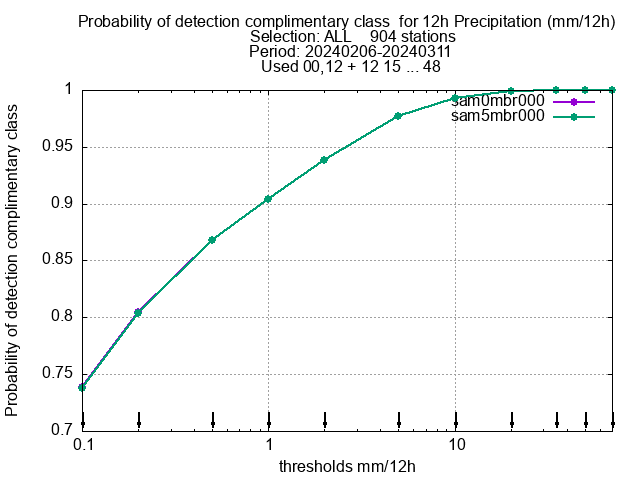 Probability of detection complimentary class  for 12h Precipitation (mm/12h)
Selection: ALL    904 stations
Period: 20240206-20240311
Used 00,12 + 12 15 ... 48
Probability of detection complimentary class
1
0.95
0.9
0.85
0.8
0.75
0.7
sam0mbr000
sam5mbr000
0.1
1
10
thresholds mm/12h